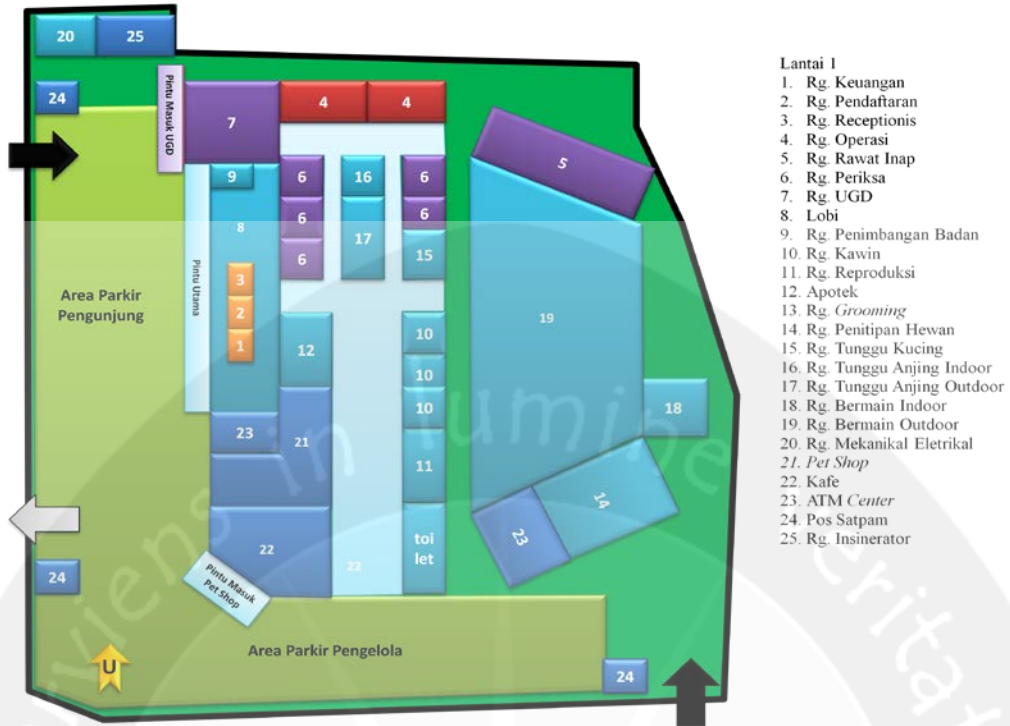 20
25
24
Pintu Masuk UGD
7
4
4
5
9
6
16
6
8
6
17
6
6
15
3
2
1
Pintu Utama
Area Parkir
Pengunjung
19
12
10
10
10
18
23
21
11
14
23
22
22
toi
let
24
Pintu Masuk
Pet Shop
Area Parkir Pengelola
U
24
viens in lumine veritat
Lantai 1
1. Rg. Keuangan
2. Rg. Pendaftaran
3. Rg. Receptionis
4. Rg. Operasi
5. Rg. Rawat Inap
6. Rg. Periksa
7. Rg. UGD
8. Lobi
9. Rg. Penimbangan Badan
10. Rg. Kawin
11. Rg. Reproduksi
12. Apotek
13. Rg. Grooming
14. Rg. Penitipan Hewan
15. Rg. Tunggu Kucing
16. Rg. Tunggu Anjing Indoor
17. Rg. Tunggu Anjing Outdoor
18. Rg. Bermain Indoor
19. Rg. Bermain Outdoor
20. Rg. Mekanikal Eletrikal
21. Pet Shop
22. Kafe
23. ATM Center
24. Pos Satpam
25. Rg. Insinerator